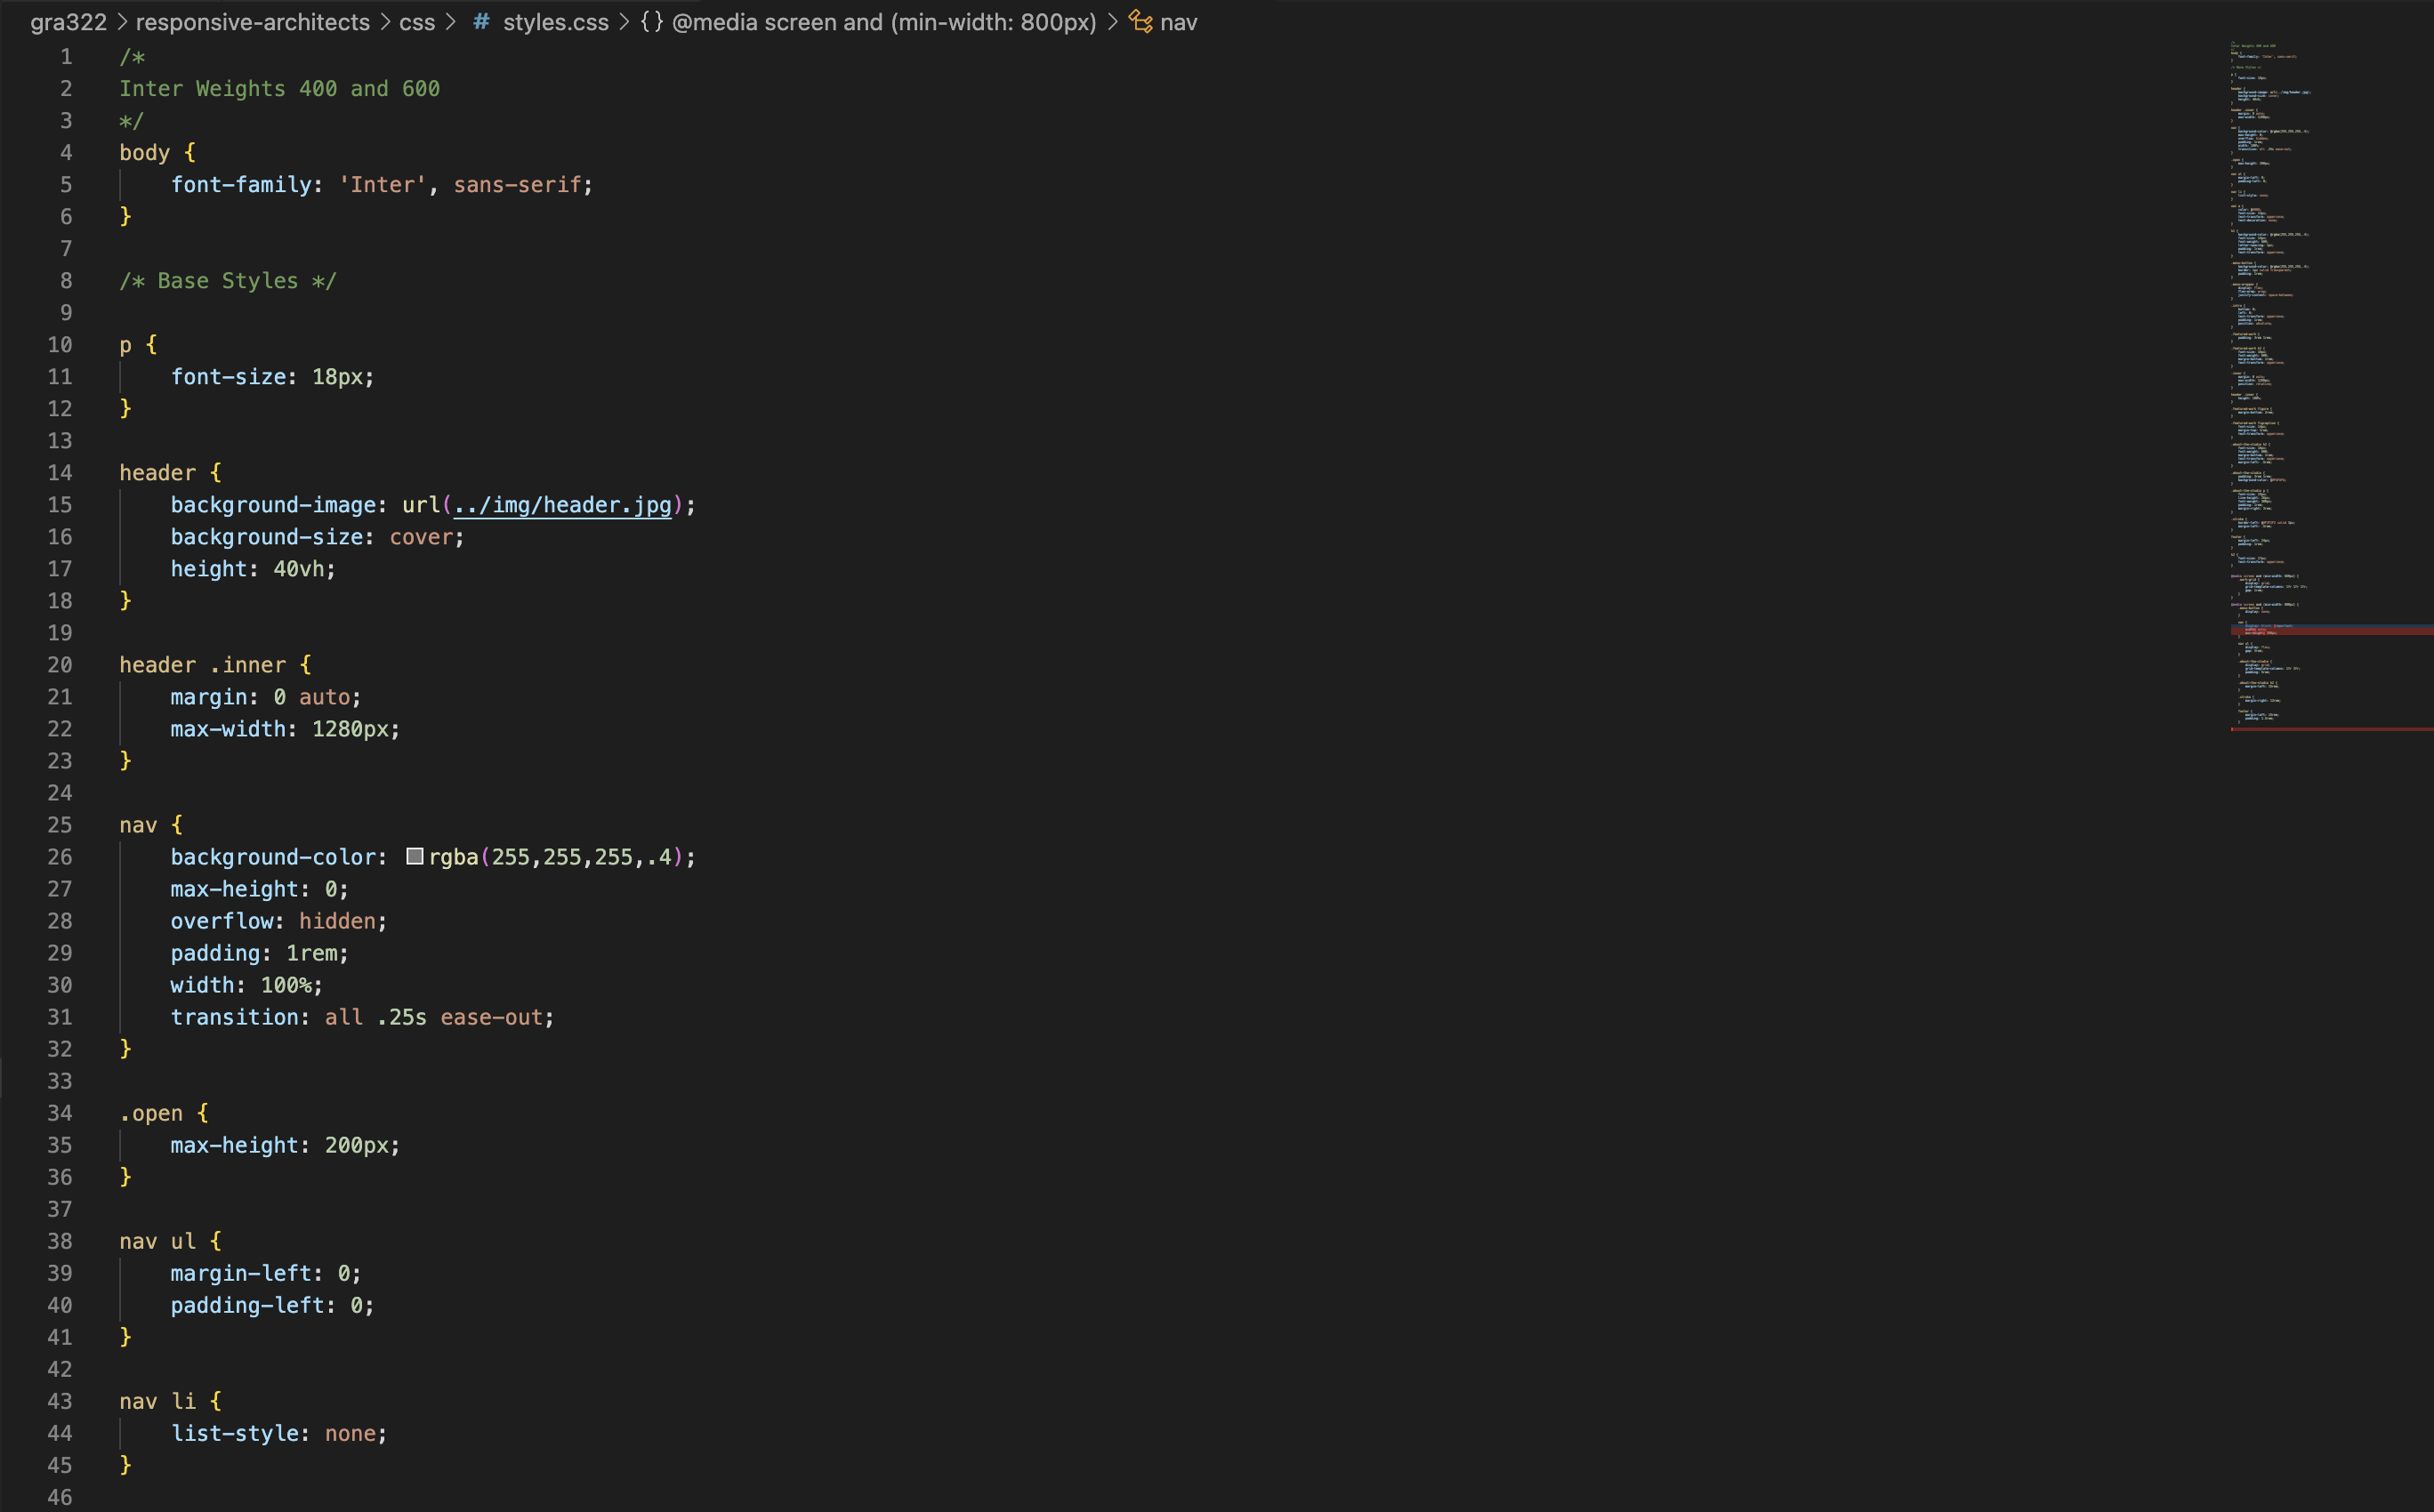 gra322 > responsive-architects > css > # styles.css > {} @media screen and (min-width: 800px) > nav
1 /*
2 Inter Weights 400 and 600
3 */
4 body {
5 font-family: 'Inter', sans-serif;
6 }
7
8 /* Base Styles */
9
10 p {
11 font-size: 18px;
12 }
13
14 header {
15 background-image: url(../img/header.jpg);
16 background-size: cover;
17 height: 40vh;
18 }
19
20 header .inner {
21 margin: 0 auto;
22 max-width: 1280px;
23 }
24
25 nav {
26 background-color: rgba(255,255,255,.4);
27 max-height: 0;
28 overflow: hidden;
29 padding: 1rem;
30 width: 100%;
31 transition: all .25s ease-out;
32 }
33
34 .open {
35 max-height: 200px;
36 }
37
38 nav ul {
39 margin-left: 0;
40 padding-left: 0;
41 }
42
43 nav li {
44 list-style: none;
45 }
46